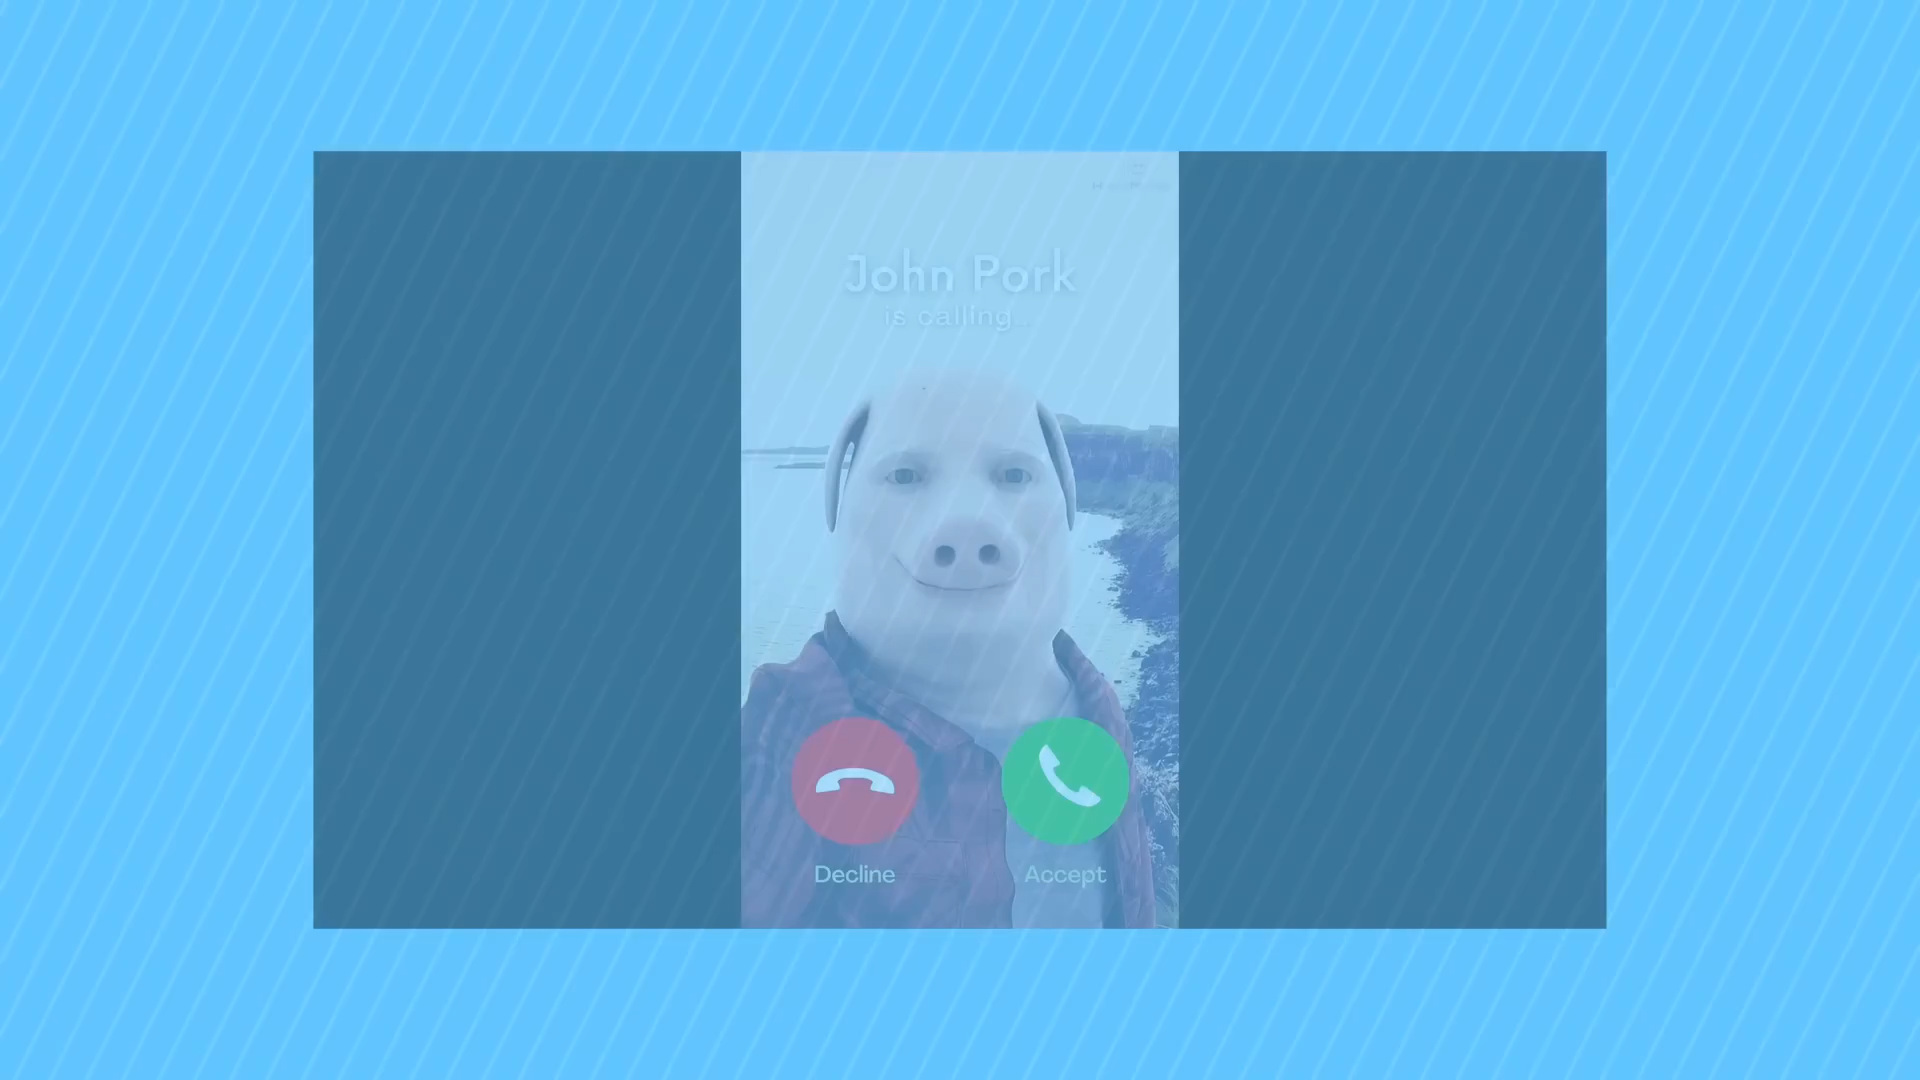 John Pork
is calling...
Decline
Accept